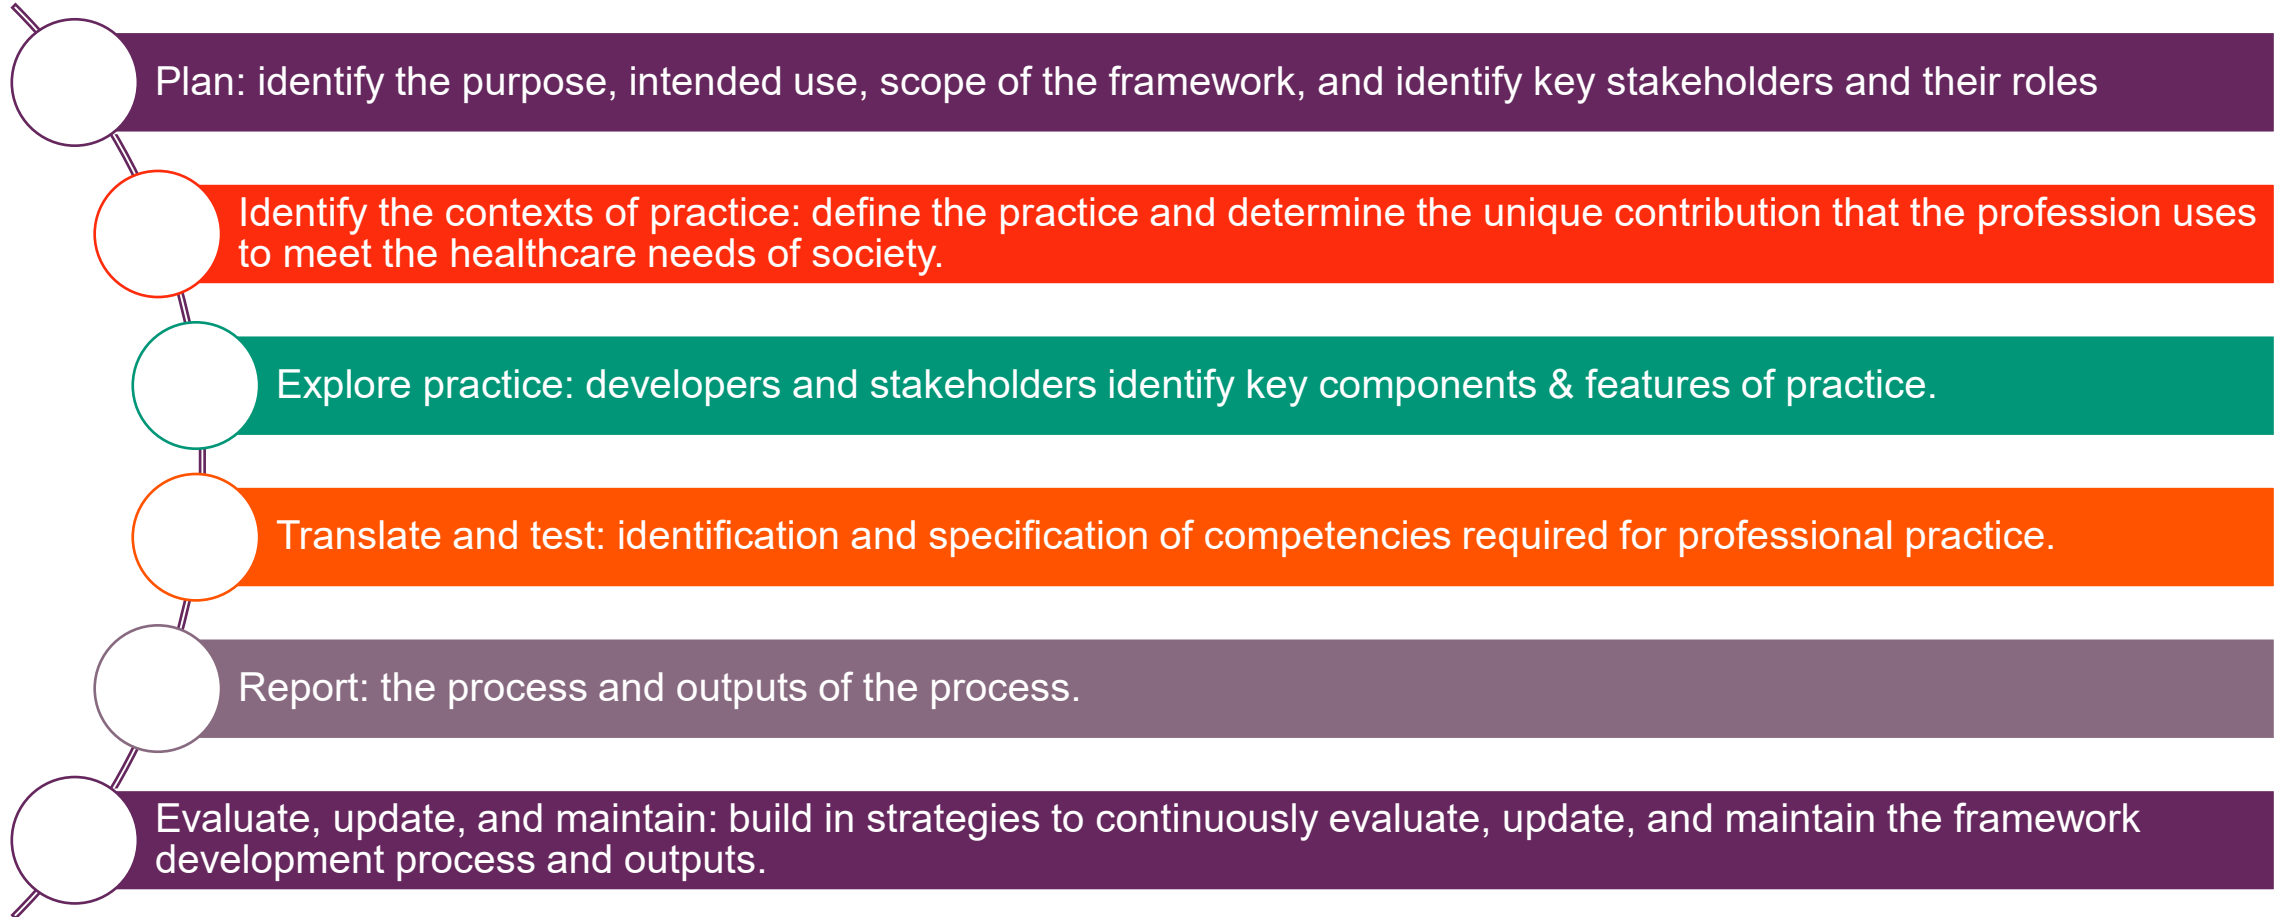 Plan: identify the purpose, intended use, scope of the framework, and identify key stakeholders and their roles
Identify the contexts of practice: define the practice and determine the unique contribution that the profession uses
to meet the healthcare needs of society.
Explore practice: developers and stakeholders identify key components & features of practice.
Translate and test: identification and specification of competencies required for professional practice.
Report: the process and outputs of the process.
Evaluate, update, and maintain: build in strategies to continuously evaluate, update, and maintain the framework
development process and outputs.